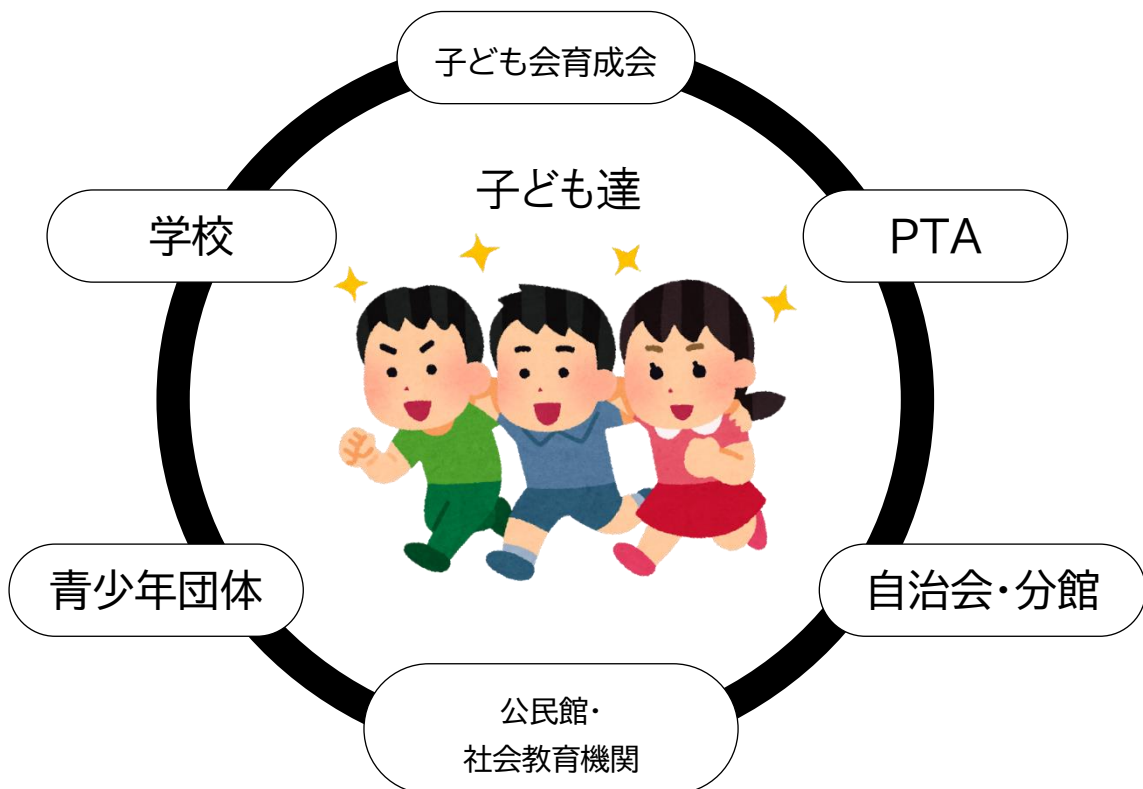 子ども会育成会
子ども達
学校
PTA
青少年団体
自治会・分館
公民館・
社会教育機関